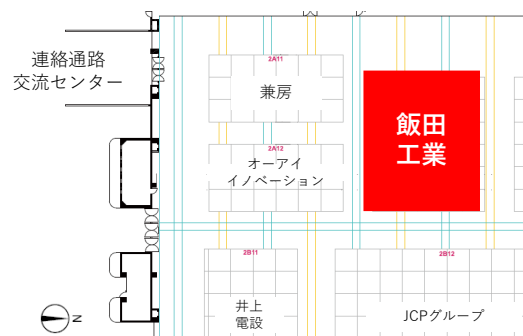 連絡通路
交流センター
2A11
兼房
飯田
工業
2A12
オーアイ
イノベーション
2B11
井上
電設
2B12
JCPグループ
N